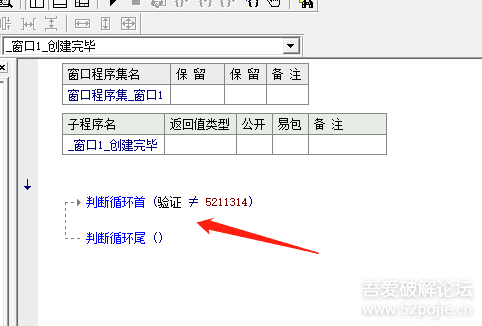 _窗口1_创建完毕
窗口程序集名 保 留 保 留 备 注
窗口程序集_窗口1
子程序名 返回值类型 公开 易包 备 注
_窗口1_创建完毕
判断循环首 (验证 ≠ 5211314)
判断循环尾 ()
吾爱破解论坛
www.52pojie.cn